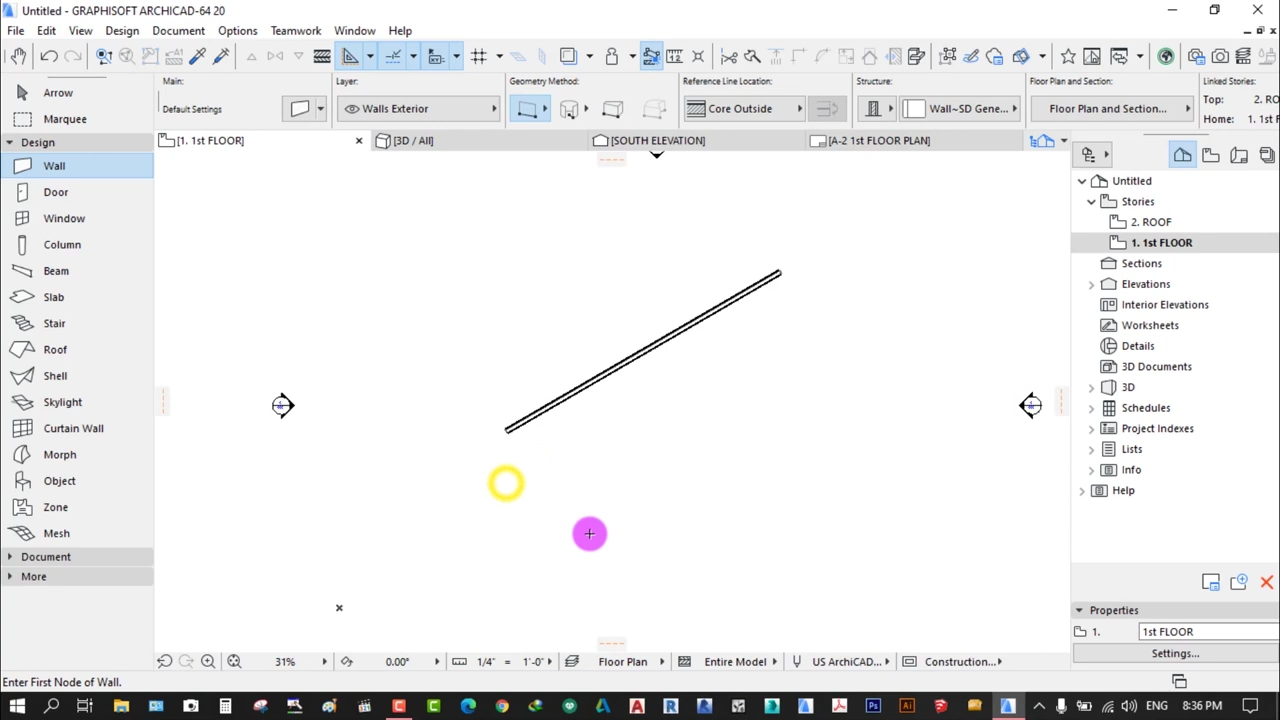 Untitled - GRAPHISOFT ARCHICAD-64 20
File Edit View Design Document Options Teamwork Window Help
Main:
Default Settings
Layer:
Walls Exterior
Geometry Method:
Reference Line Location:
Core Outside
Structure:
Wall~SD Gene...
Floor Plan and Section:
Floor Plan and Section...
Linked Stories:
Top: 2. RO
Home: 1. 1st
Arrow
Marquee
Design
Wall
Door
Window
Column
Beam
Slab
Stair
Roof
Shell
Skylight
Curtain Wall
Morph
Object
Zone
Mesh
Document
More
[1. 1st FLOOR]
[3D / All]
[SOUTH ELEVATION]
[A-2 1st FLOOR PLAN]
Untitled
Stories
2. ROOF
1. 1st FLOOR
Sections
Elevations
Interior Elevations
Worksheets
Details
3D Documents
3D
Schedules
Project Indexes
Lists
Info
Help
Properties
1. 1st FLOOR
Settings...
31%
0.00°
1/4" = 1'-0"
Floor Plan
Entire Model
US ArchiCAD...
Construction...
Enter First Node of Wall.
ENG 8:36 PM